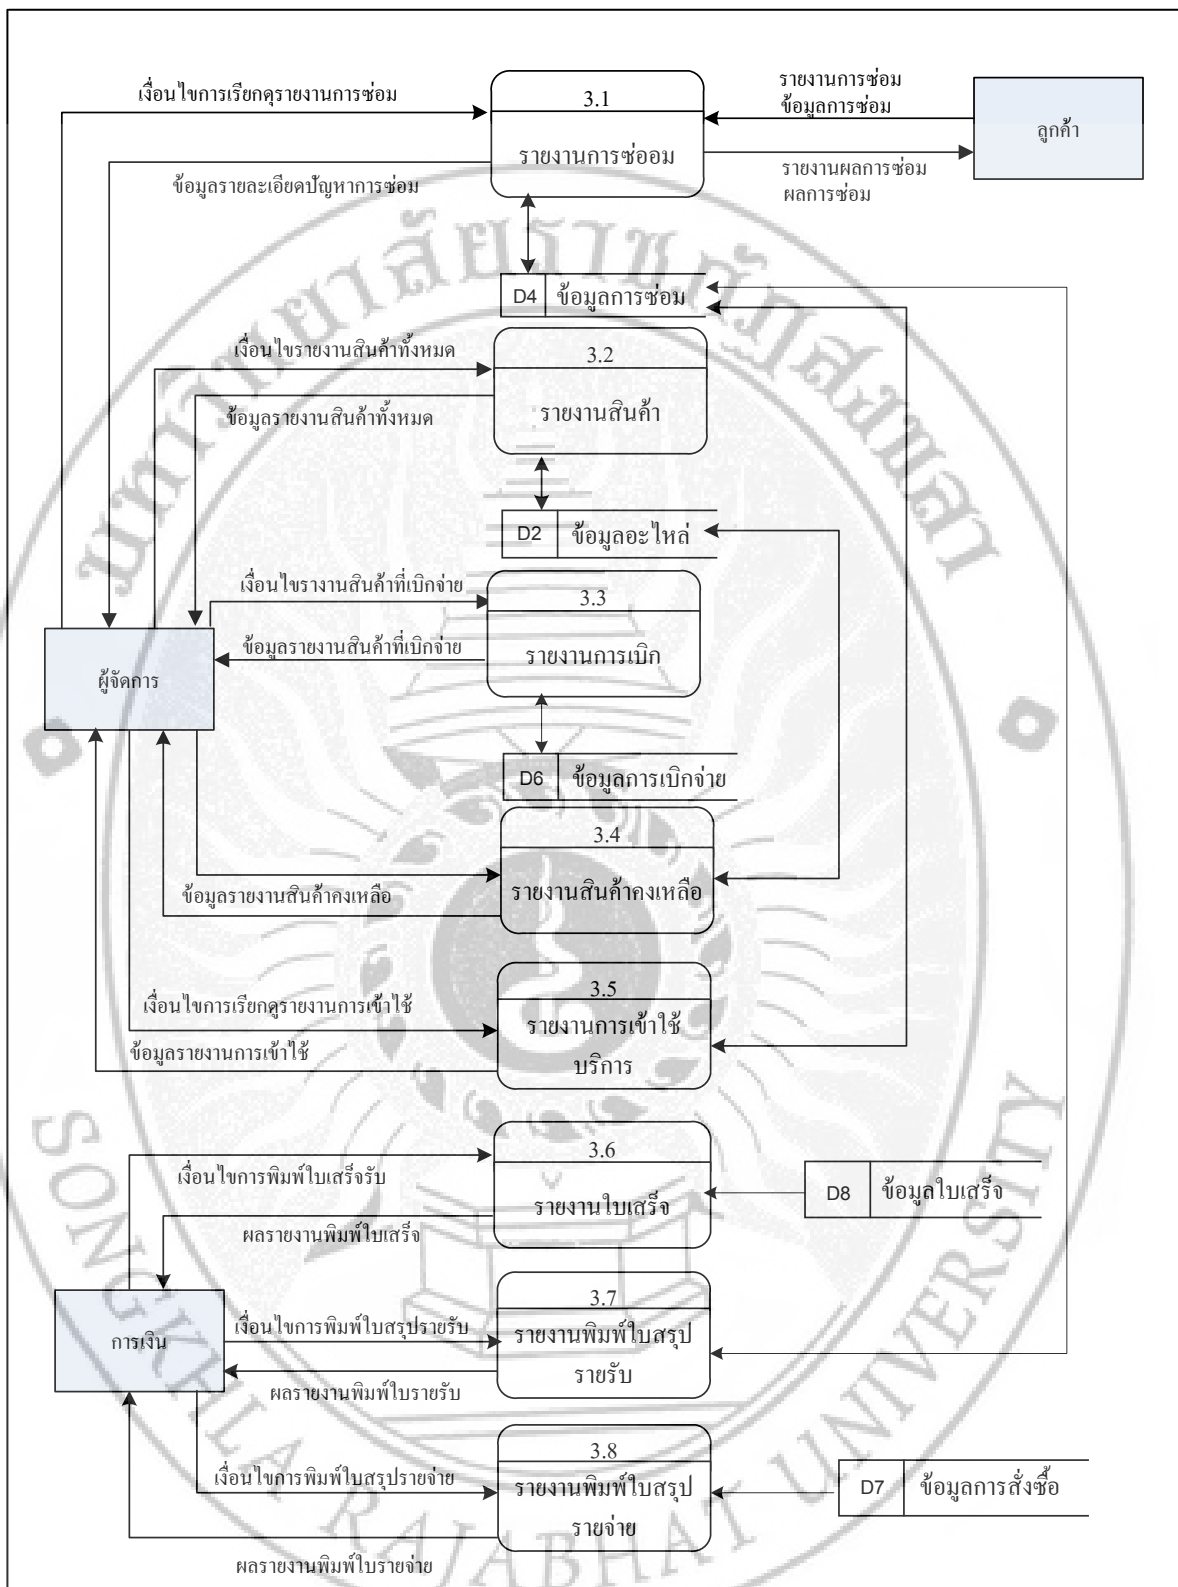 เงื่อนไขการเรียกดุรายงานการซ่อม
3.1
รายงานการซ่ออม
รายงานการซ่อม
ข้อมูลการซ่อม
ลูกค้า
ข้อมูลรายละเอียดปัญหาการซ่อม
รายงานผลการซ่อม
ผลการซ่อม
D4
ข้อมูลการซ่อม
เงื่อนไขรายงานสินค้าทั้งหมด
3.2
รายงานสินค้า
ข้อมูลรายงานสินค้าทั้งหมด
D2
ข้อมูลอะไหล่
เงื่อนไขรางานสินค้าที่เบิกจ่าย
3.3
รายงานการเบิก
ข้อมูลรายงานสินค้าที่เบิกจ่าย
ผู้จัดการ
D6
ข้อมูลการเบิกจ่าย
3.4
รายงานสินค้าคงเหลือ
ข้อมูลรายงานสินค้าคงเหลือ
3.5
รายงานการเข้าใช้
บริการ
เงื่อนไขการเรียกดูรายงานการเข้าใช้
ข้อมูลรายงานการเข้าใช้
3.6
รายงานใบเสร็จ
เงื่อนไขการพิมพ์ใบเสร็จรับ
D8
ข้อมูลใบเสร็จ
ผลรายงานพิมพ์ใบเสร็จ
การเงิน
3.7
รายงานพิมพ์ใบสรุป
รายรับ
เงื่อนไขการพิมพ์ใบสรุปรายรับ
ผลรายงานพิมพ์ใบรายรับ
3.8
รายงานพิมพ์ใบสรุป
รายจ่าย
เงื่อนไขการพิมพ์ใบสรุปรายจ่าย
D7
ข้อมูลการสั่งซื้อ
ผลรายงานพิมพ์ใบรายจ่าย
มหาวิทยาลัยราชภัฏสงขลา
SONGKHLA RAJABHAT UNIVERSITY